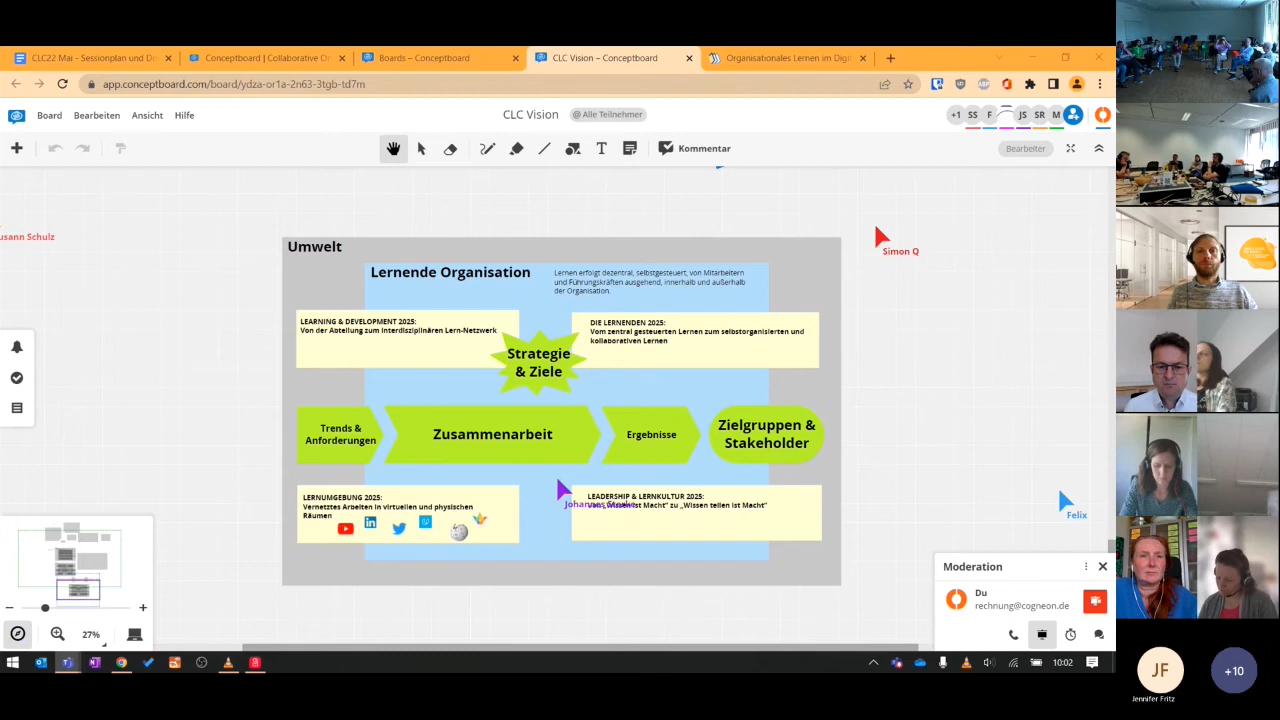 CLC22 Mai - Sessionplan und Do
Conceptboard | Collaborative On
Boards – Conceptboard
CLC Vision – Conceptboard
Organisationales Lernen im Digit
app.conceptboard.com/board/ydza-or1a-2n63-3tgb-td7m
Board
Bearbeiten
Ansicht
Hilfe
CLC Vision
@ Alle Teilnehmer
+1
SS
F
JS
SR
M
Kommentar
Bearbeiter
usann Schulz
Simon Q
Umwelt
Lernende Organisation
Lernen erfolgt dezentral, selbstgesteuert, von Mitarbeitern
und Führungskräften ausgehend, innerhalb und außerhalb
der Organisation.
LEARNING & DEVELOPMENT 2025:
Von der Abteilung zum interdisziplinären Lern-Netzwerk
DIE LERNENDEN 2025:
Vom zentral gesteuerten Lernen zum selbstorganisierten und
kollaborativen Lernen
Strategie
& Ziele
Trends &
Anforderungen
Zusammenarbeit
Ergebnisse
Zielgruppen &
Stakeholder
LERNUMGEBUNG 2025:
Vernetztes Arbeiten in virtuellen und physischen
Räumen
LEADERSHIP & LERNKULTUR 2025:
Von „Wissen ist Macht“ zu „Wissen teilen ist Macht“
Felix
Moderation
Du
rechnung@cogneon.de
27%
10:02
JF
Jennifer Fritz
+10